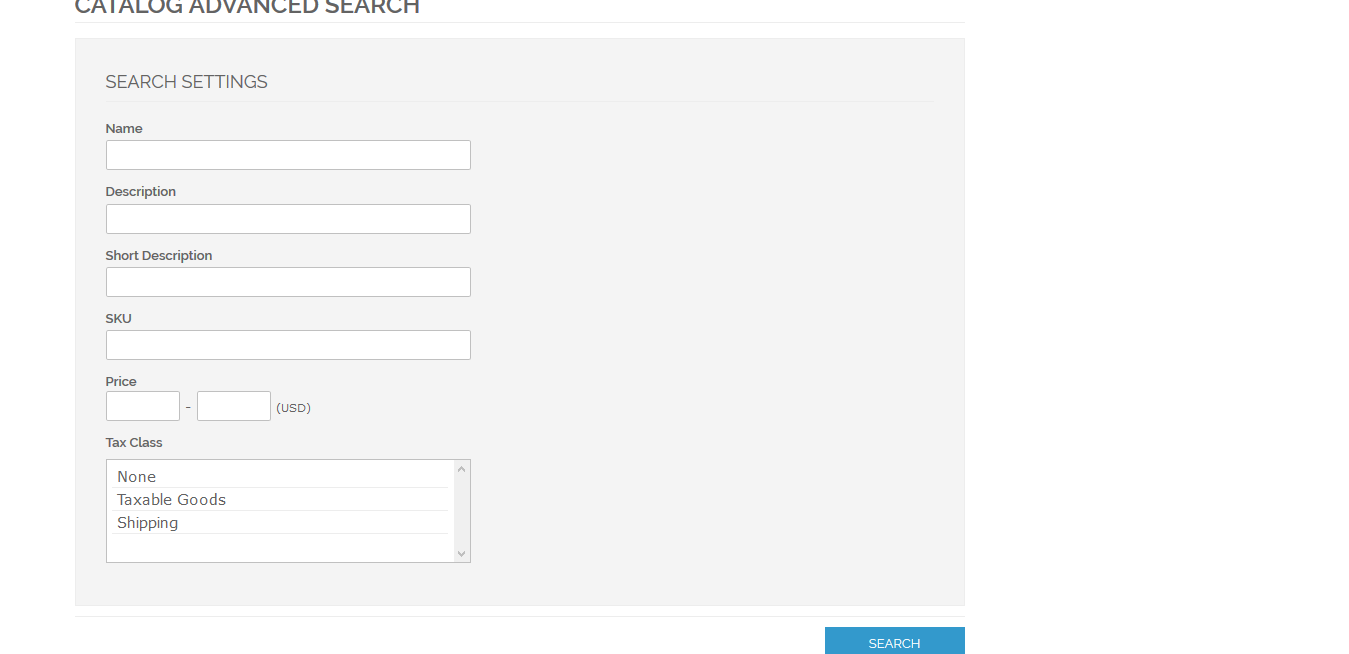 CATALOG ADVANCED SEARCH
SEARCH SETTINGS
Name
Description
Short Description
SKU
Price
- (USD)
Tax Class
None
Taxable Goods
Shipping
SEARCH